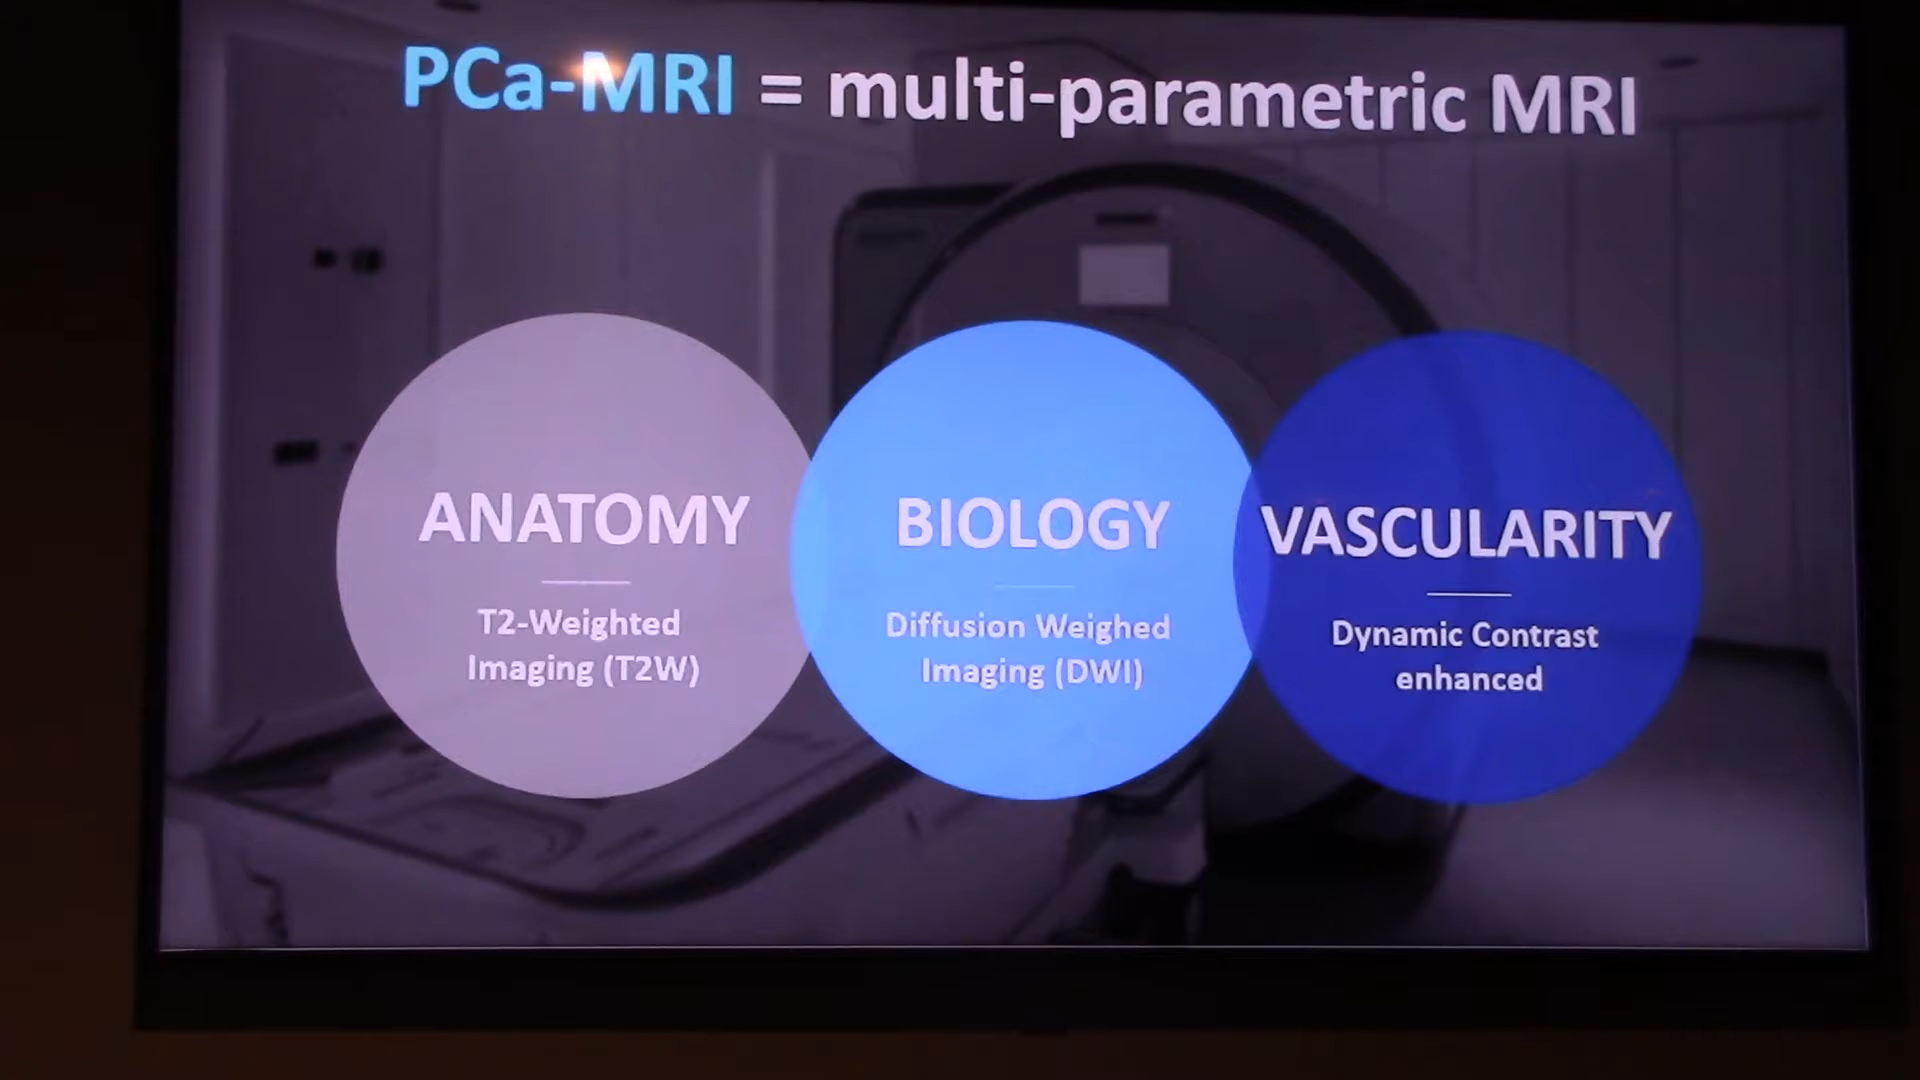 PCa-MRI = multi-parametric MRI
ANATOMY
T2-Weighted
Imaging (T2W)
BIOLOGY
Diffusion Weighed
Imaging (DWI)
VASCULARITY
Dynamic Contrast
enhanced